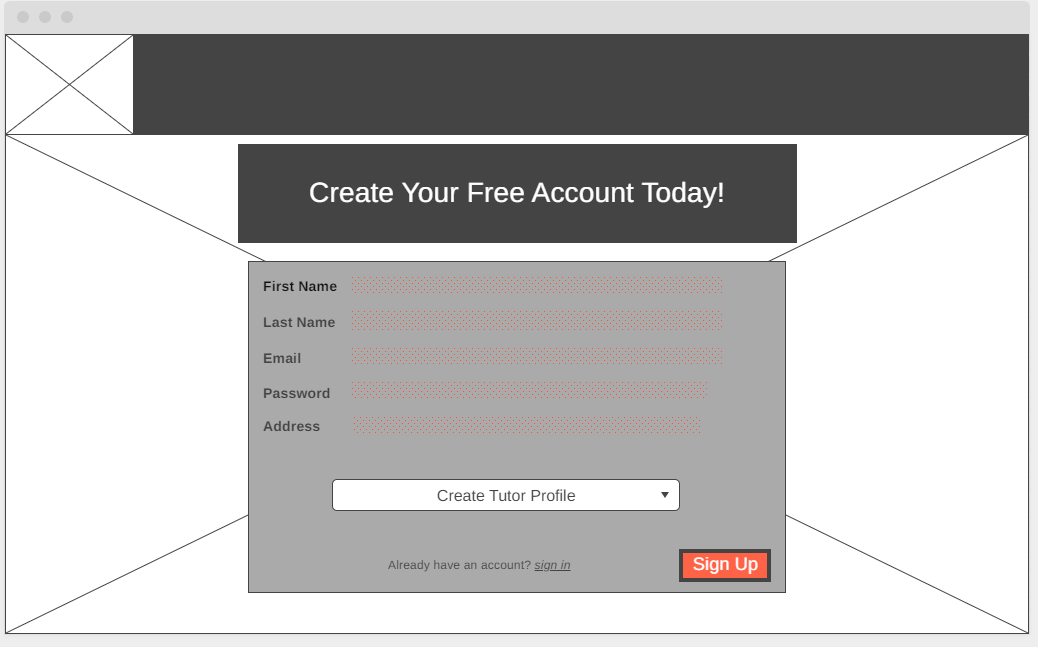 Create Your Free Account Today!
First Name
Last Name
Email
Password
Address
Create Tutor Profile
Already have an account? sign in
Sign Up